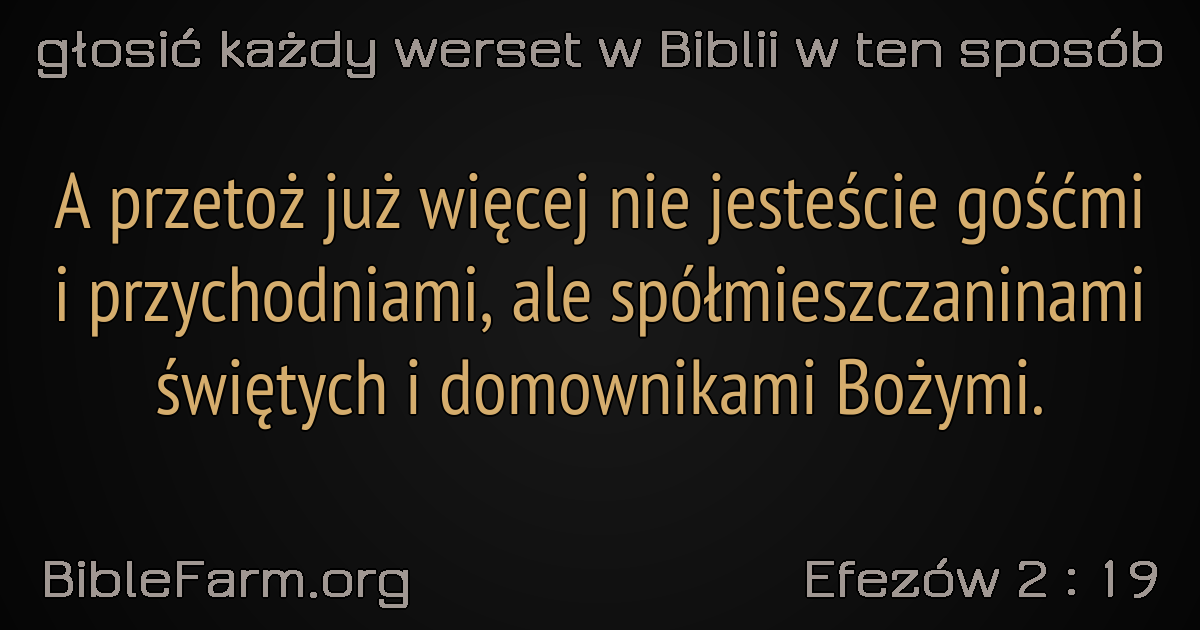 głosić każdy werset w Biblii w ten sposób
A przetoż już więcej nie jesteście gośćmi
i przychodniami, ale spółmieszczaninami
świętych i domownikami Bożymi.
BibleFarm.org
Efezów 2 : 19